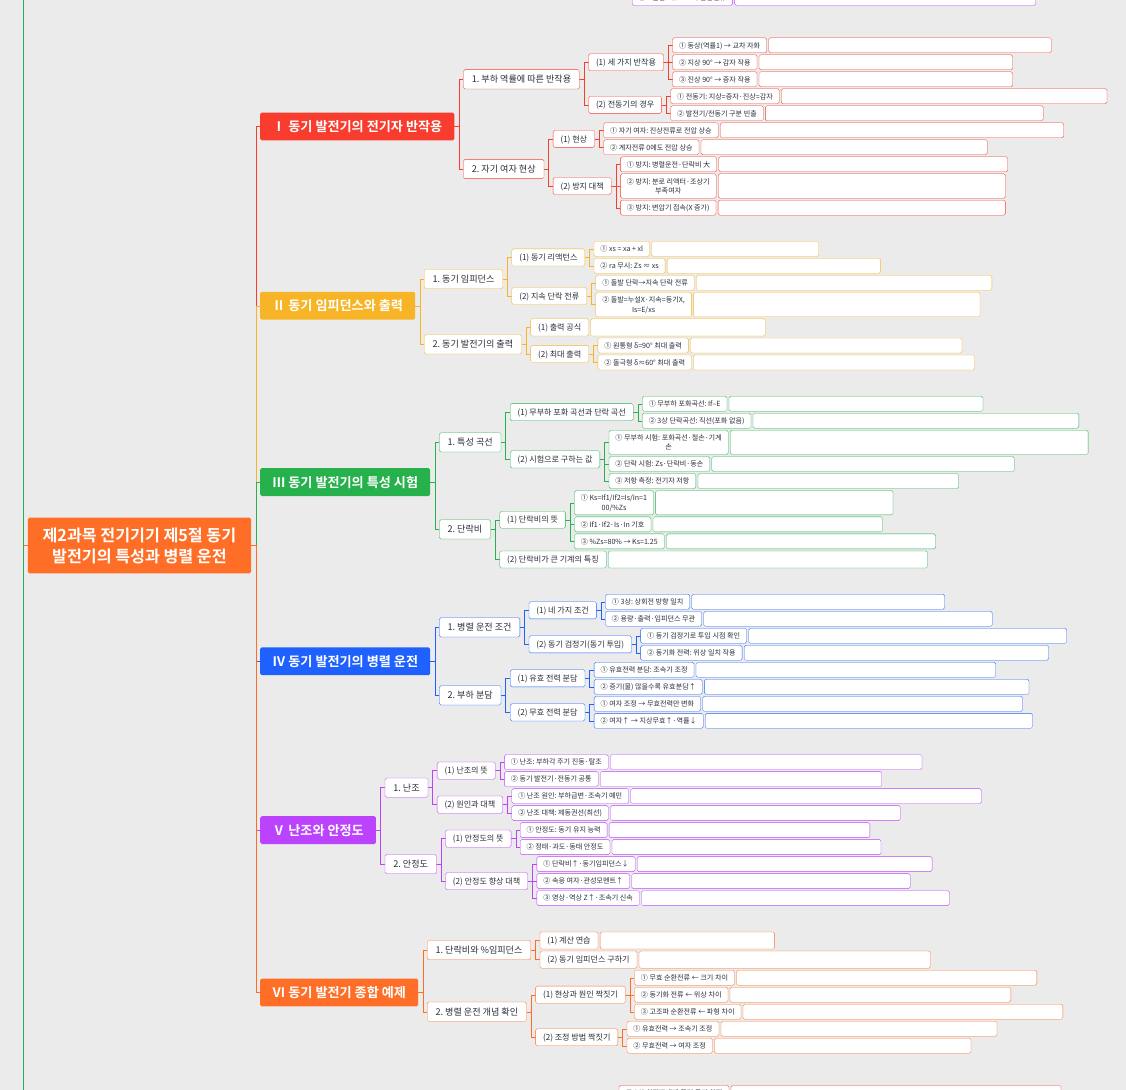 제2과목 전기기기 제5절 동기
발전기의 특성과 병렬 운전
Ⅰ 동기 발전기의 전기자 반작용
1. 부하 역률에 따른 반작용
(1) 세 가지 반작용
① 동상(역률1) → 교차 자화
② 지상 90° → 감자 작용
③ 진상 90° → 증자 작용
(2) 전동기의 경우
① 전동기: 지상=증자·진상=감자
② 발전기/전동기 구분 빈출
2. 자기 여자 현상
(1) 현상
① 자기 여자: 진상전류로 전압 상승
② 계자전류 0에도 전압 상승
(2) 방지 대책
① 방지: 병렬운전·단락비 大
② 방지: 분로 리액터·조상기
부족여자
③ 방지: 변압기 접속(X 증가)
Ⅱ 동기 임피던스와 출력
1. 동기 임피던스
(1) 동기 리액턴스
① xs = xa + xl
② ra 무시: Zs ≈ xs
(2) 지속 단락 전류
① 돌발 단락→지속 단락 전류
② 돌발=누설X·지속=동기X,
Is=E/xs
2. 동기 발전기의 출력
(1) 출력 공식
(2) 최대 출력
① 원통형 δ=90° 최대 출력
② 돌극형 δ≈60° 최대 출력
Ⅲ 동기 발전기의 특성 시험
1. 특성 곡선
(1) 무부하 포화 곡선과 단락 곡선
① 무부하 포화곡선: If–E
② 3상 단락곡선: 직선(포화 없음)
(2) 시험으로 구하는 값
① 무부하 시험: 포화곡선·철손·기계
손
② 단락 시험: Zs·단락비·동손
③ 저항 측정: 전기자 저항
2. 단락비
(1) 단락비의 뜻
① Ks=If1/If2=Is/In=1
00/%Zs
② If1·If2·Is·In 기호
③ %Zs=80% → Ks=1.25
(2) 단락비가 큰 기계의 특징
Ⅳ 동기 발전기의 병렬 운전
1. 병렬 운전 조건
(1) 네 가지 조건
① 3상: 상회전 방향 일치
② 용량·출력·임피던스 무관
(2) 동기 검정기(동기 투입)
① 동기 검정기로 투입 시점 확인
② 동기화 전력: 위상 일치 작용
2. 부하 분담
(1) 유효 전력 분담
① 유효전력 분담: 조속기 조정
② 증기(물) 많을수록 유효분담↑
(2) 무효 전력 분담
① 여자 조정 → 무효전력만 변화
② 여자↑ → 지상무효↑·역률↓
Ⅴ 난조와 안정도
1. 난조
(1) 난조의 뜻
① 난조: 부하각 주기 진동·탈조
② 동기 발전기·전동기 공통
(2) 원인과 대책
① 난조 원인: 부하급변·조속기 예민
② 난조 대책: 제동권선(최선)
2. 안정도
(1) 안정도의 뜻
① 안정도: 동기 유지 능력
② 정태·과도·동태 안정도
(2) 안정도 향상 대책
① 단락비↑·동기임피던스↓
② 속응 여자·관성모멘트↑
③ 영상·역상 Z↑·조속기 신속
Ⅵ 동기 발전기 종합 예제
1. 단락비와 %임피던스
(1) 계산 연습
(2) 동기 임피던스 구하기
2. 병렬 운전 개념 확인
(1) 현상과 원인 짝짓기
① 무효 순환전류 ← 크기 차이
② 동기화 전류 ← 위상 차이
③ 고조파 순환전류 ← 파형 차이
(2) 조정 방법 짝짓기
① 유효전력 → 조속기 조정
② 무효전력 → 여자 조정